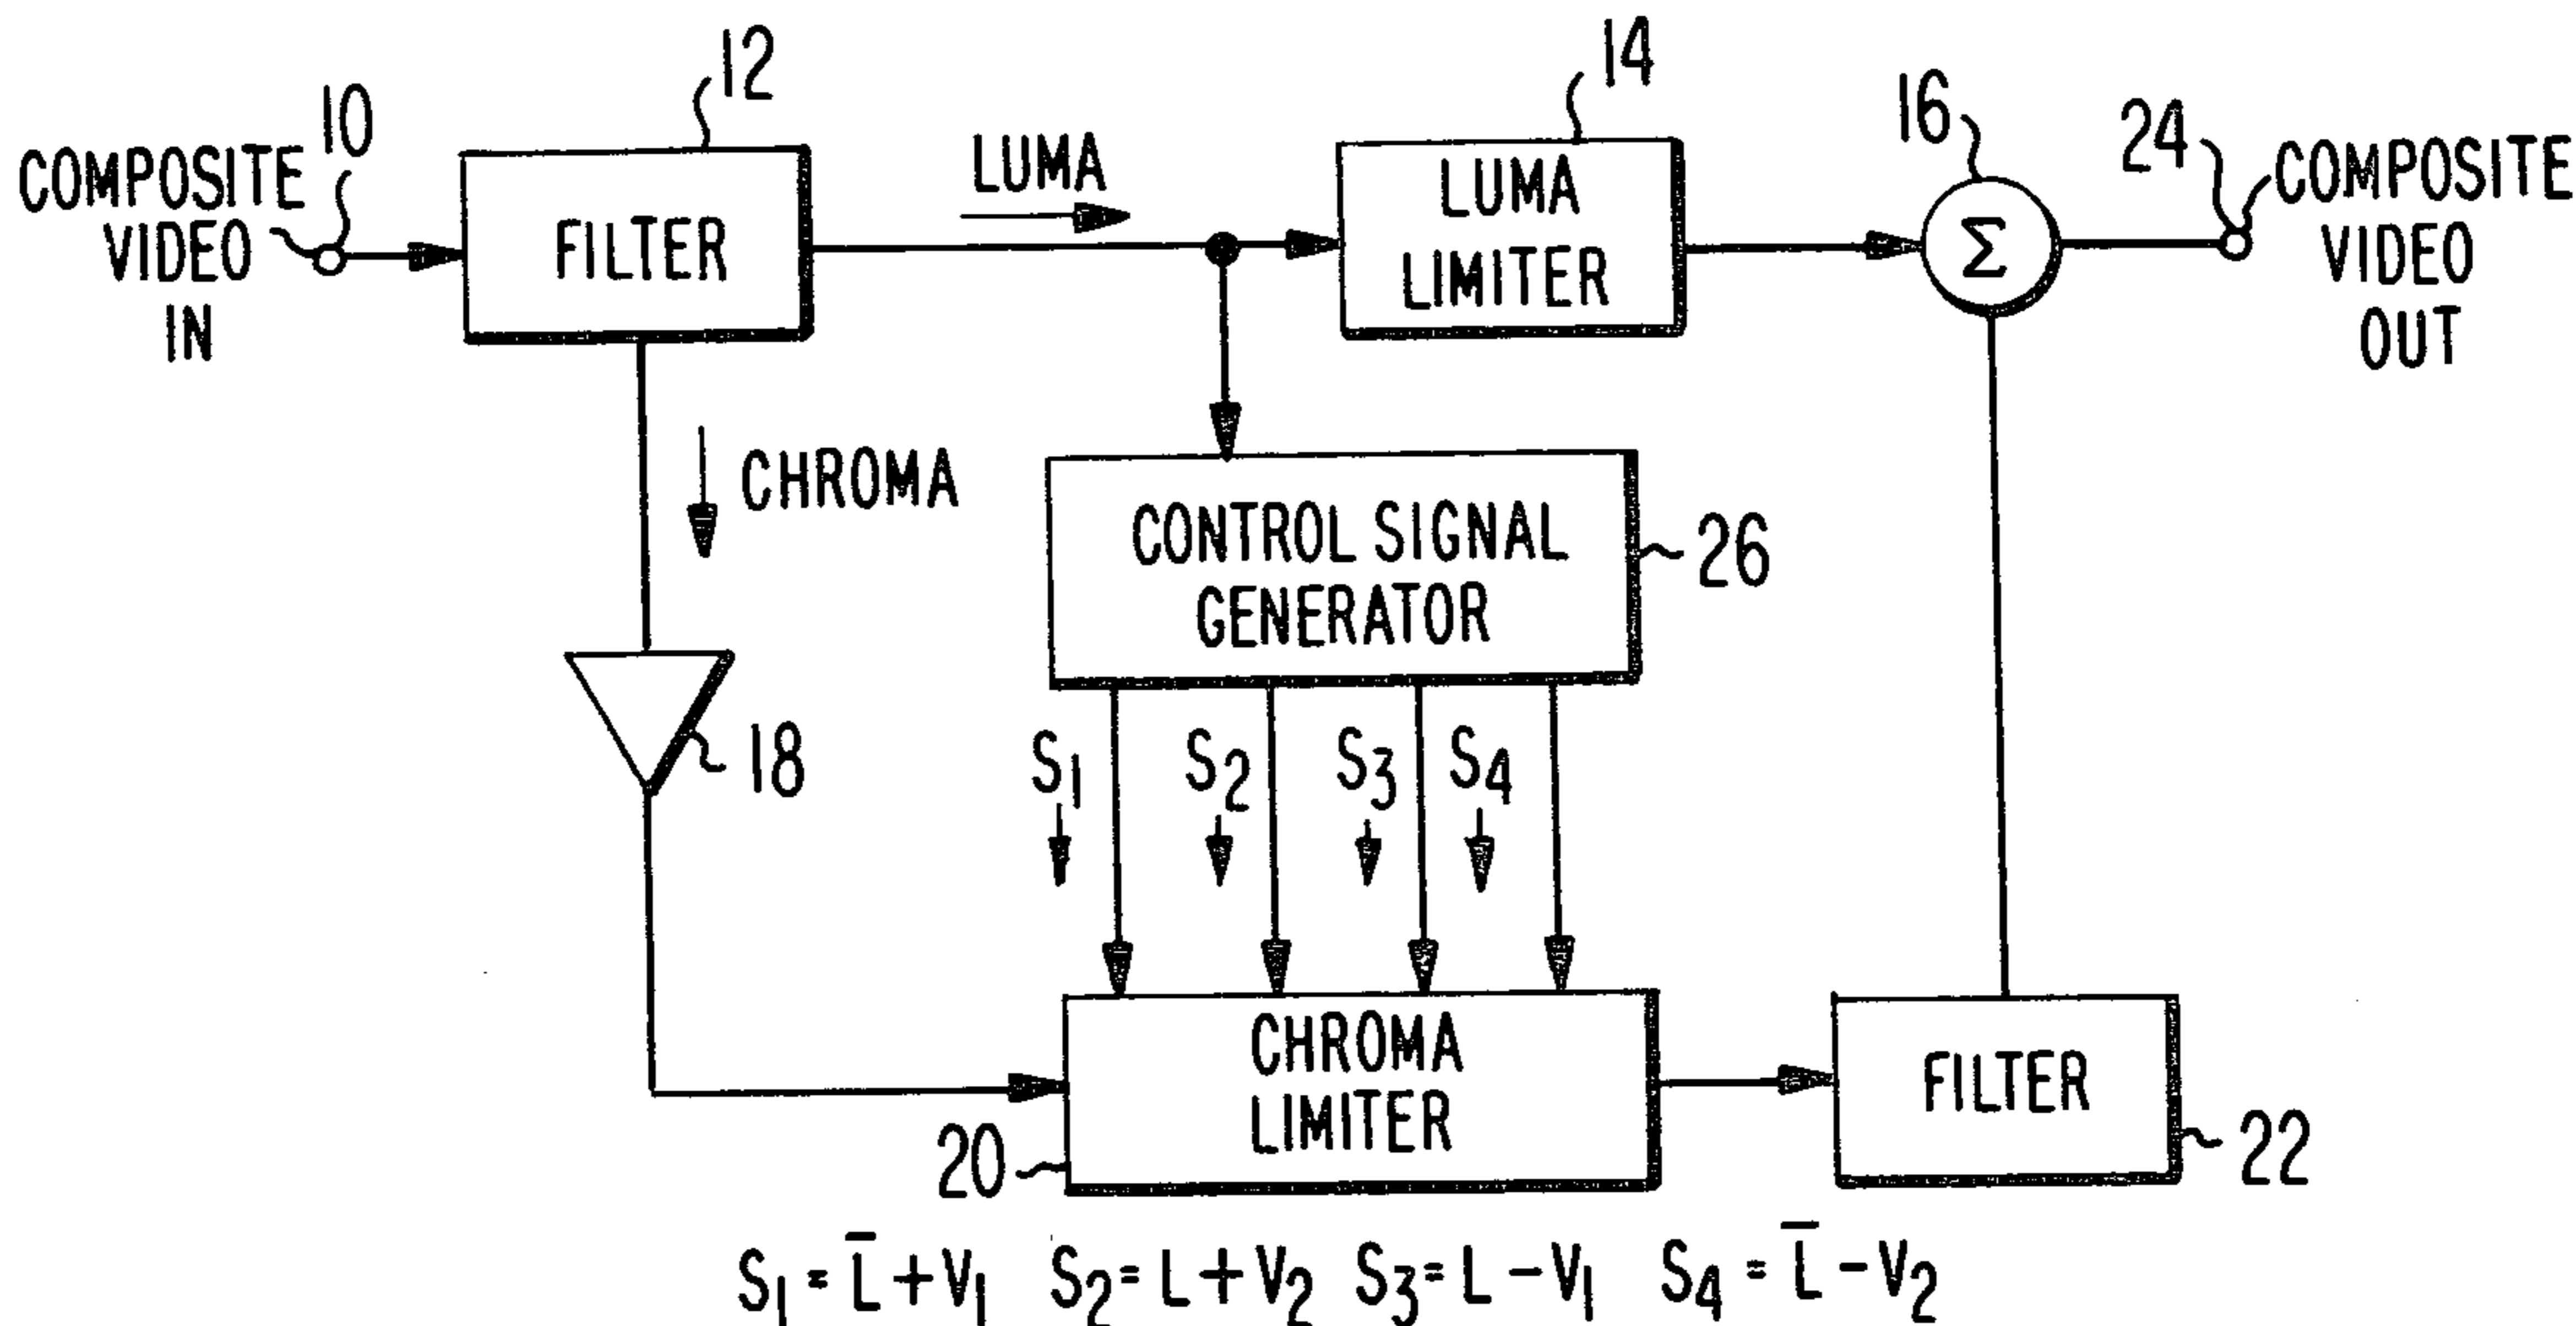 COMPOSITE
VIDEO
IN
10
12
FILTER
LUMA
14
LUMA
LIMITER
16
Σ
24
COMPOSITE
VIDEO
OUT
CHROMA
CONTROL SIGNAL
GENERATOR
26
18
S₁ S₂ S₃ S₄
CHROMA
LIMITER
20
FILTER
22
S₁ = L̅ + V₁ S₂ = L + V₂ S₃ = L − V₁ S₄ = L̅ − V₂